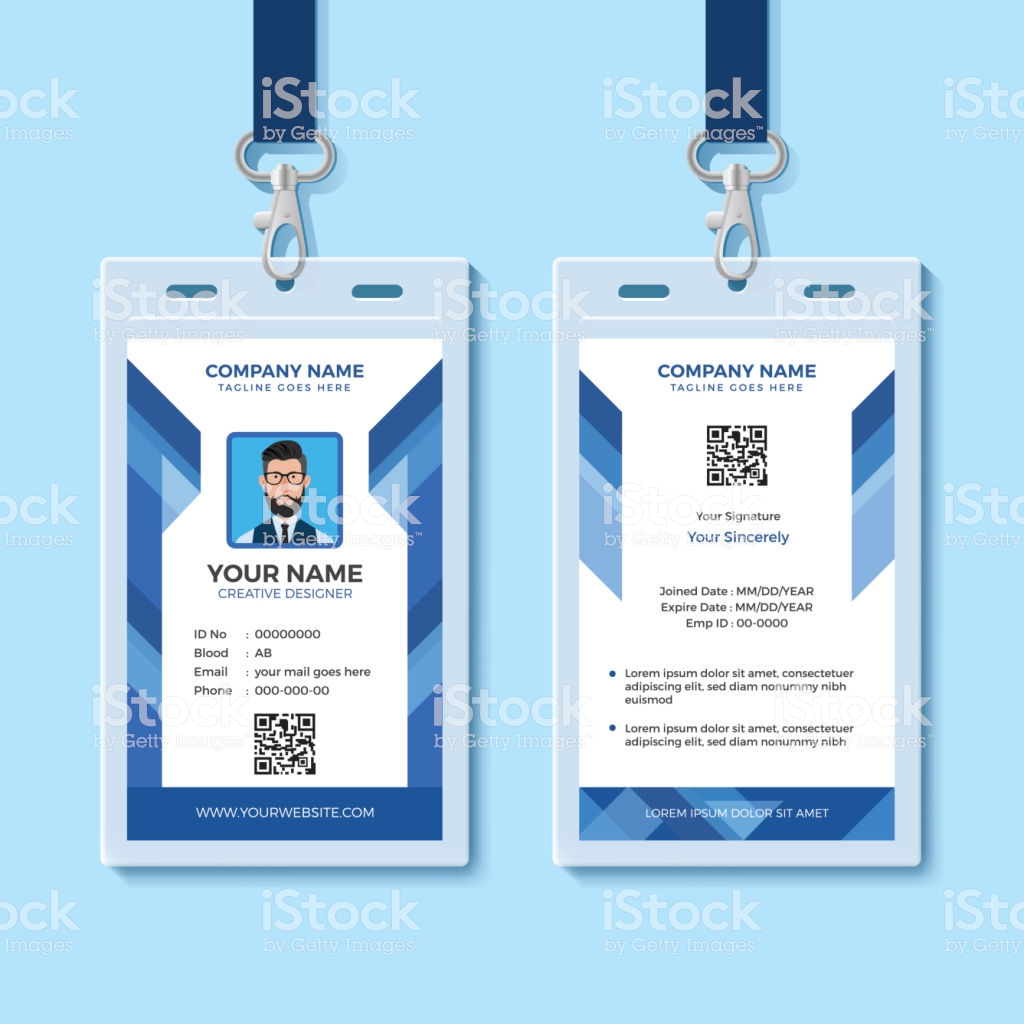 iStock
by Getty Images™
COMPANY NAME
TAGLINE GOES HERE
YOUR NAME
CREATIVE DESIGNER
ID No : 00000000
Blood : AB
Email : your mail goes here
Phone : 000-000-00
WWW.YOURWEBSITE.COM
COMPANY NAME
TAGLINE GOES HERE
Your Signature
Your Sincerely
Joined Date : MM/DD/YEAR
Expire Date : MM/DD/YEAR
Emp ID : 00-0000
Lorem ipsum dolor sit amet, consectetuer
adipiscing elit, sed diam nonummy nibh
euismod
Lorem ipsum dolor sit amet, consectetuer
adipiscing elit, sed diam nonummy nibh
LOREM IPSUM DOLOR SIT AMET